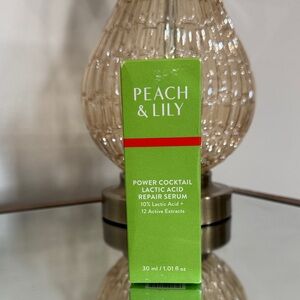 PEACH
& LILY
POWER COCKTAIL
LACTIC ACID
REPAIR SERUM
10% Lactic Acid +
12 Active Extracts
30 ml / 1.01 fl oz